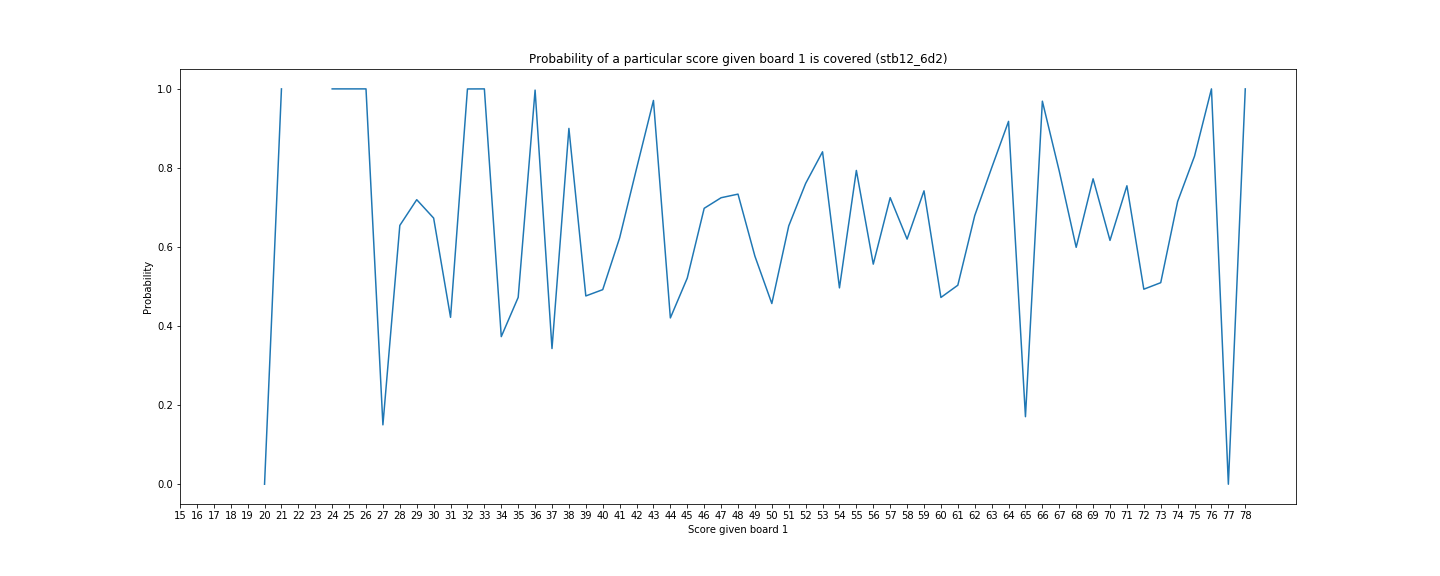 Probability of a particular score given board 1 is covered (stb12_6d2)
1.0
0.8
0.6
0.4
0.2
0.0
Probability
15 16 17 18 19 20 21 22 23 24 25 26 27 28 29 30 31 32 33 34 35 36 37 38 39 40 41 42 43 44 45 46 47 48 49 50 51 52 53 54 55 56 57 58 59 60 61 62 63 64 65 66 67 68 69 70 71 72 73 74 75 76 77 78
Score given board 1